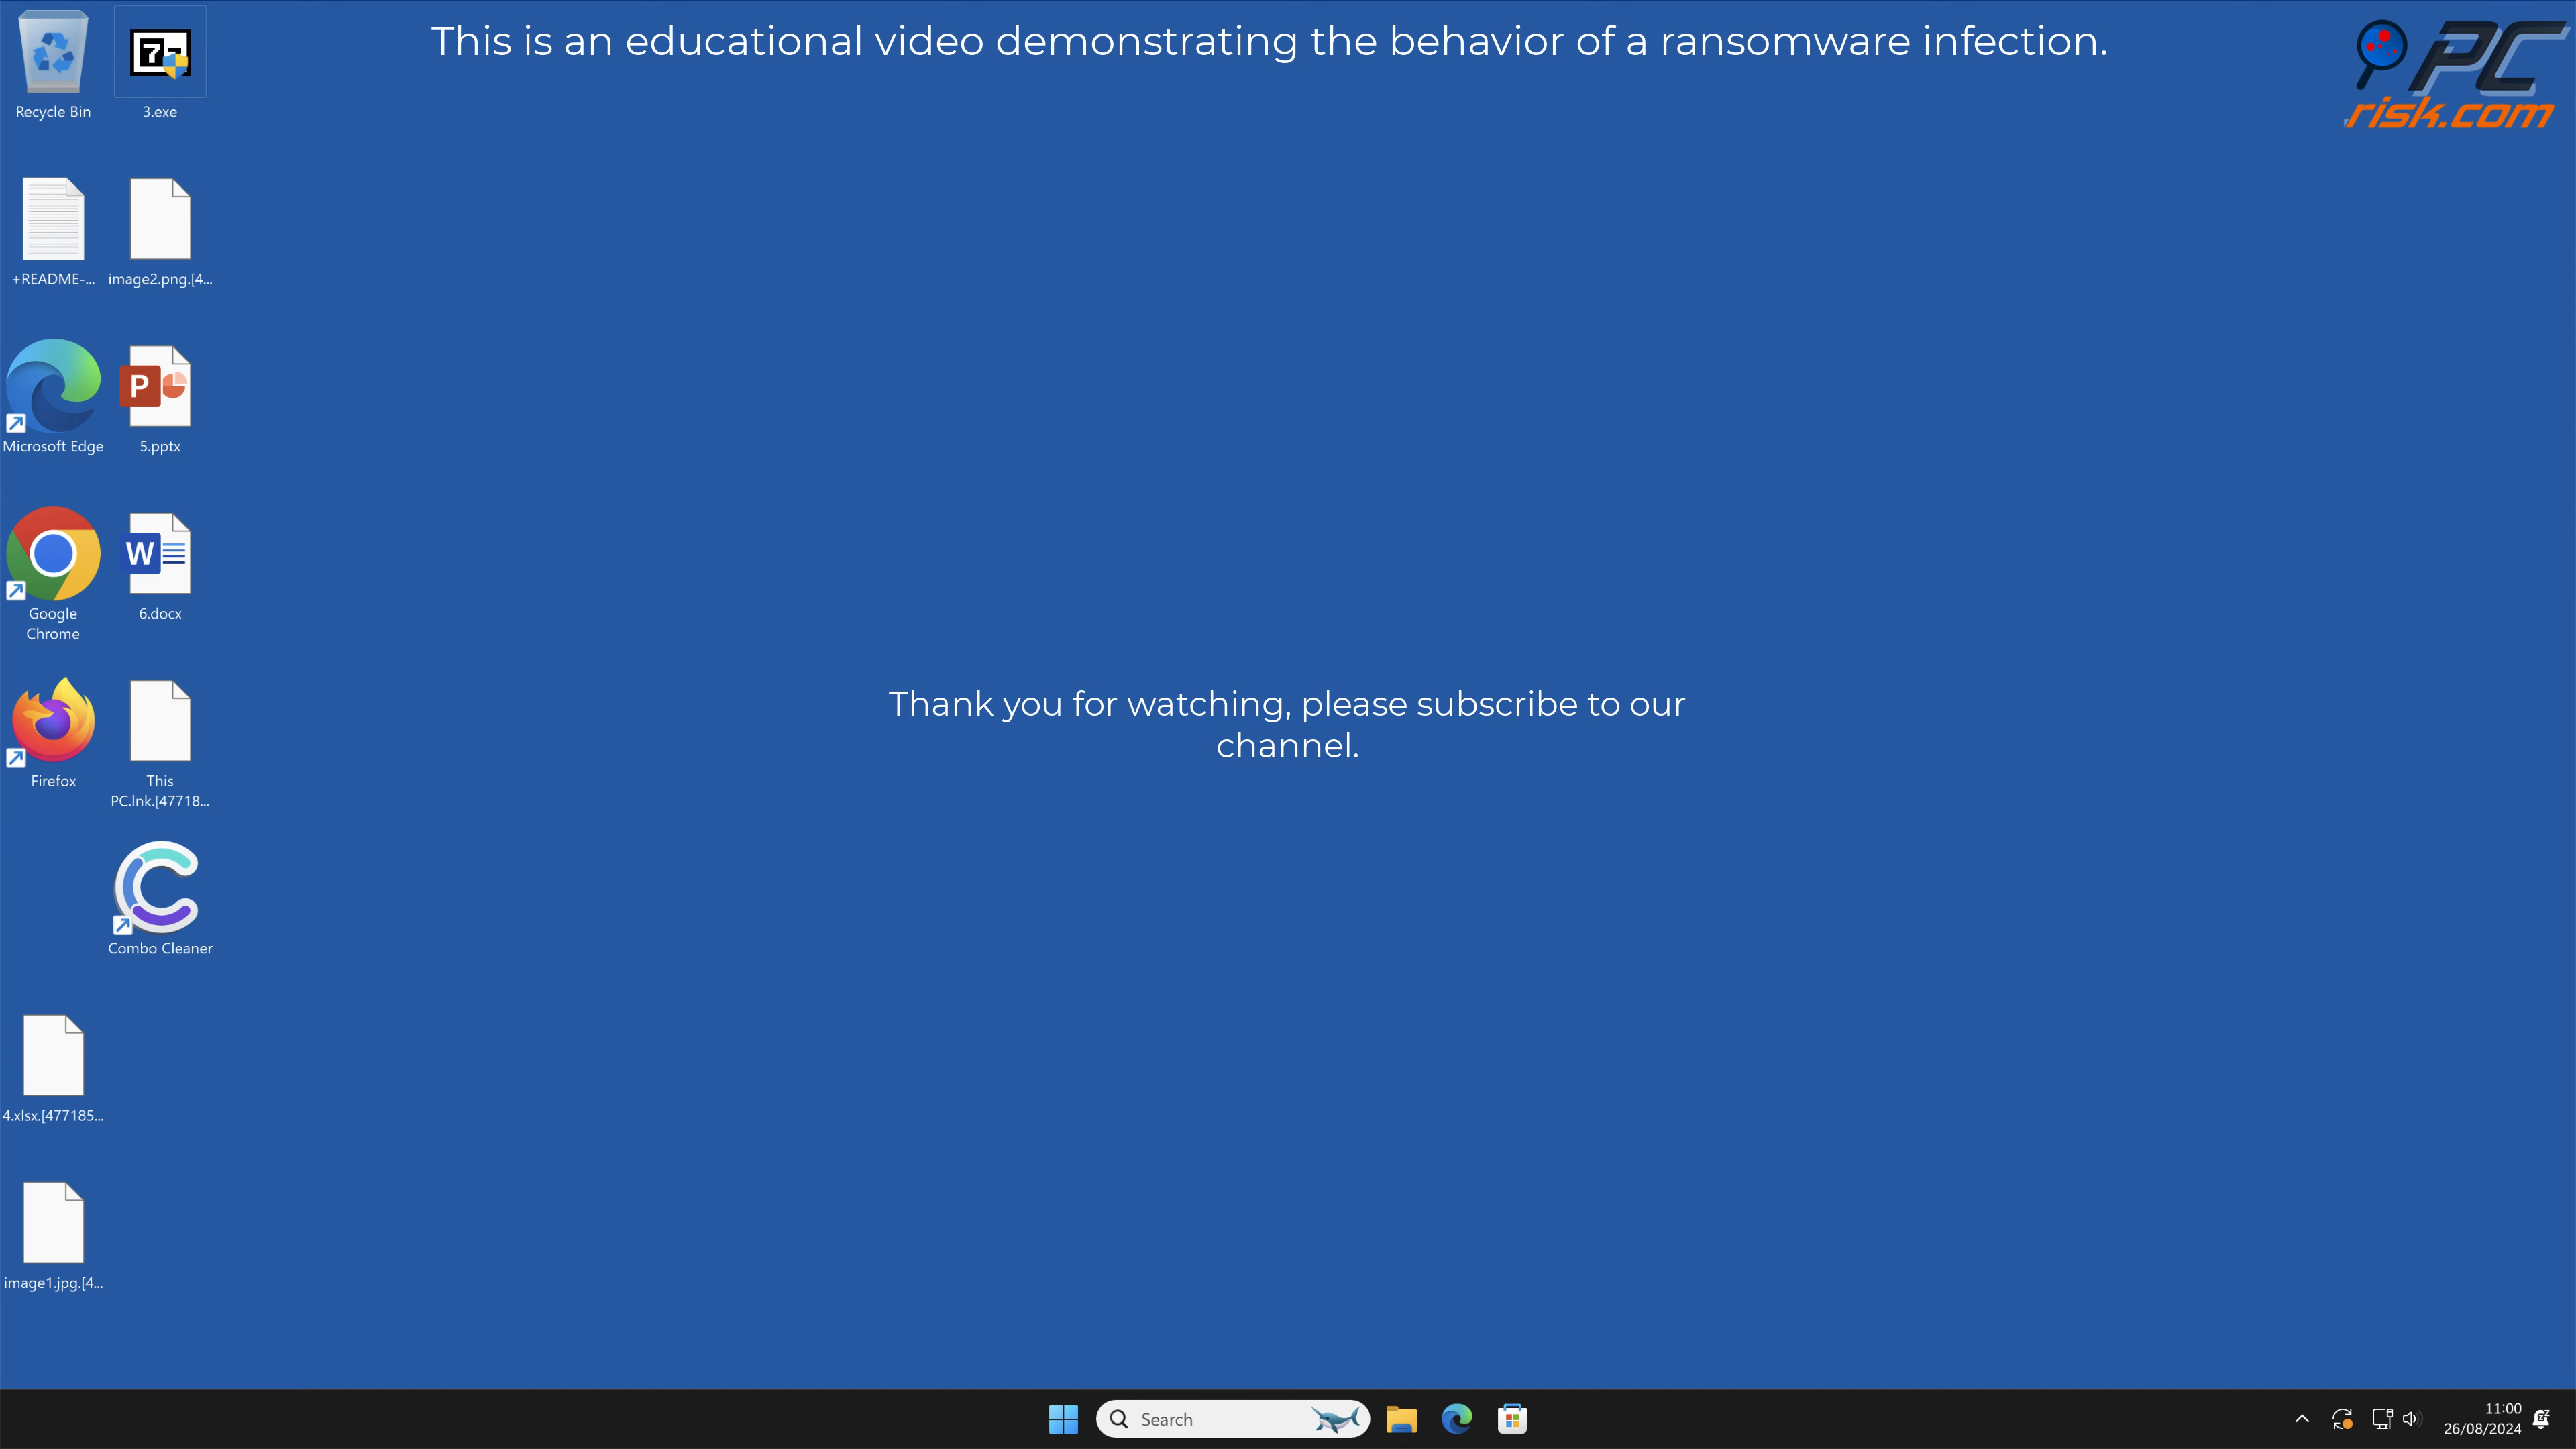 This is an educational video demonstrating the behavior of a ransomware infection.
PC
risk.com
Recycle Bin
3.exe
+README-...
image2.png.[4...
Microsoft Edge
P
5.pptx
Google
Chrome
W
6.docx
Firefox
This
PC.lnk.[47718...
Thank you for watching, please subscribe to our
channel.
Combo Cleaner
4.xlsx.[477185...
image1.jpg.[4...
Search
11:00
26/08/2024